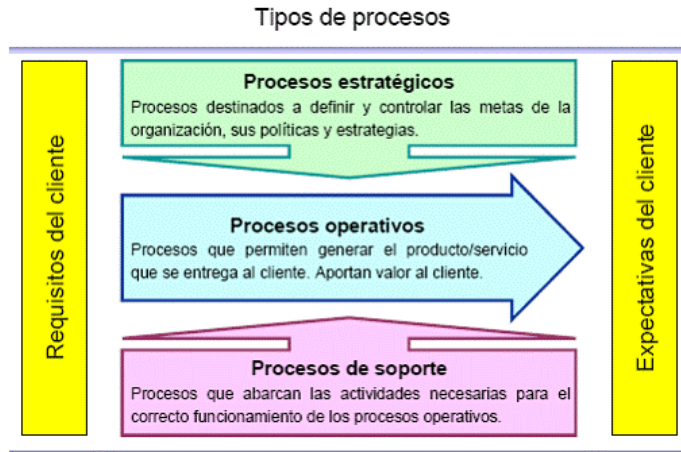 Tipos de procesos
Requisitos del cliente
Procesos estratégicos
Procesos destinados a definir y controlar las metas de la
organización, sus políticas y estrategias.
Procesos operativos
Procesos que permiten generar el producto/servicio
que se entrega al cliente. Aportan valor al cliente.
Procesos de soporte
Procesos que abarcan las actividades necesarias para el
correcto funcionamiento de los procesos operativos.
Expectativas del cliente